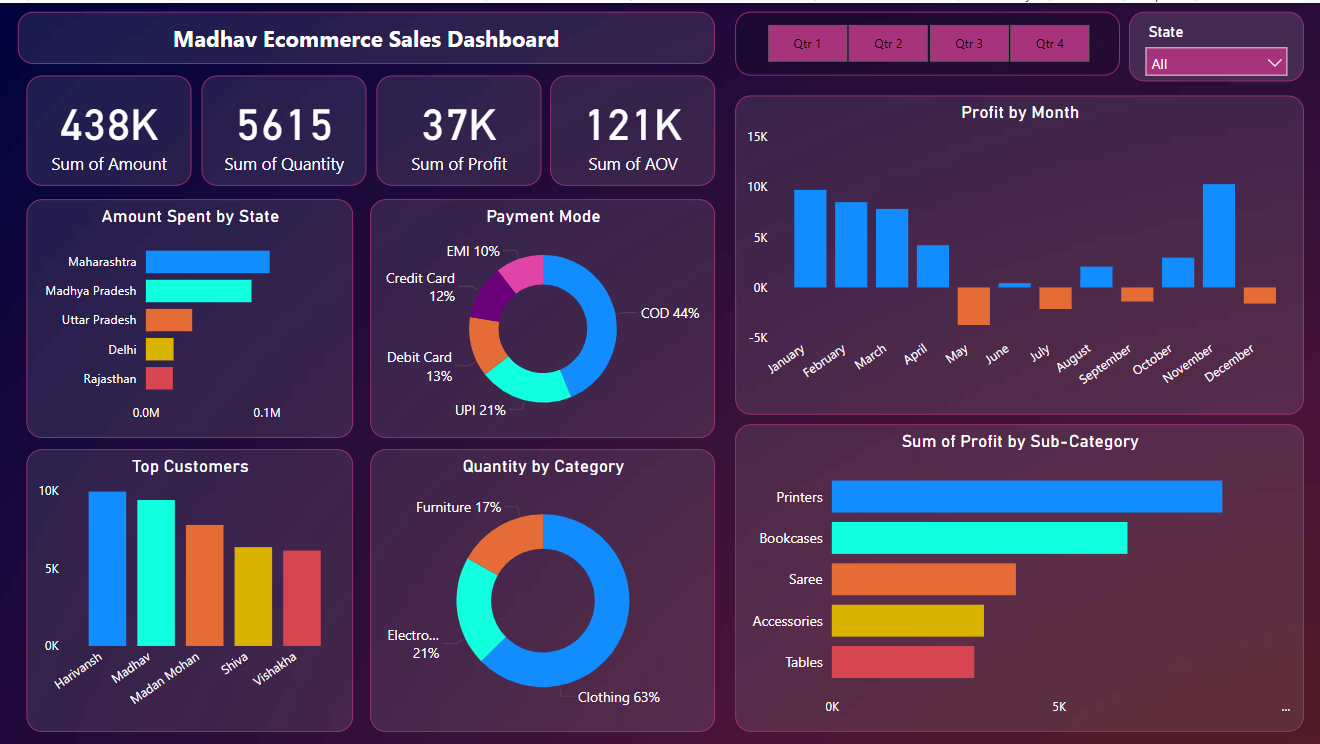 Madhav Ecommerce Sales Dashboard
Qtr 1
Qtr 2
Qtr 3
Qtr 4
State
All
438K
Sum of Amount
5615
Sum of Quantity
37K
Sum of Profit
121K
Sum of AOV
Amount Spent by State
Maharashtra
Madhya Pradesh
Uttar Pradesh
Delhi
Rajasthan
0.0M
0.1M
Payment Mode
EMI 10%
Credit Card
12%
COD 44%
Debit Card
13%
UPI 21%
Profit by Month
15K
10K
5K
0K
-5K
January
February
March
April
May
June
July
August
September
October
November
December
Top Customers
10K
5K
0K
Harivansh
Madhav
Madan Mohan
Shiva
Vishakha
Quantity by Category
Furniture 17%
Electro...
21%
Clothing 63%
Sum of Profit by Sub-Category
Printers
Bookcases
Saree
Accessories
Tables
0K
5K
...